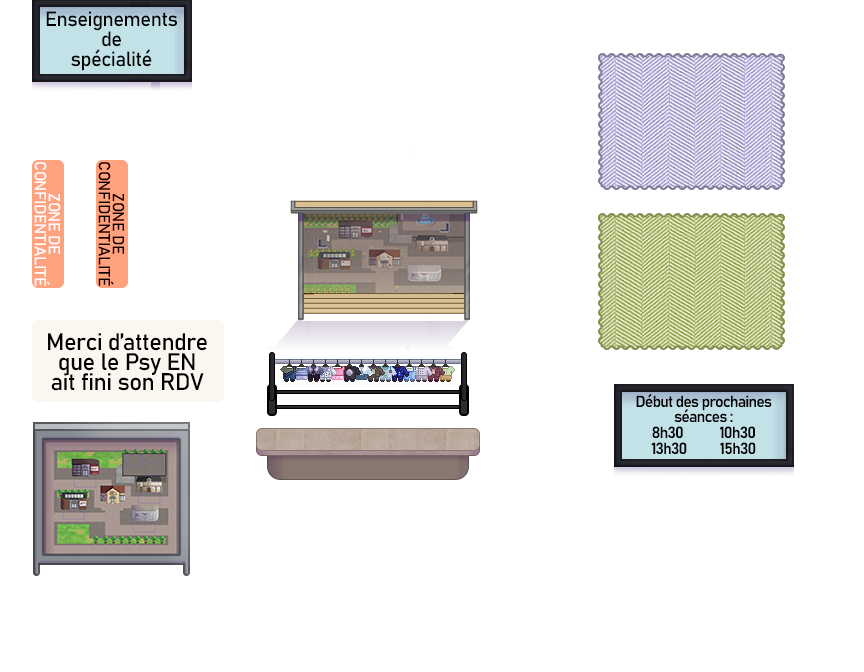 Enseignements
de
spécialité
ZONE DE
CONFIDENTIALITÉ
ZONE DE
CONFIDENTIALITÉ
Merci d'attendre
que le Psy EN
ait fini son RDV
Début des prochaines
séances :
8h30 10h30
13h30 15h30